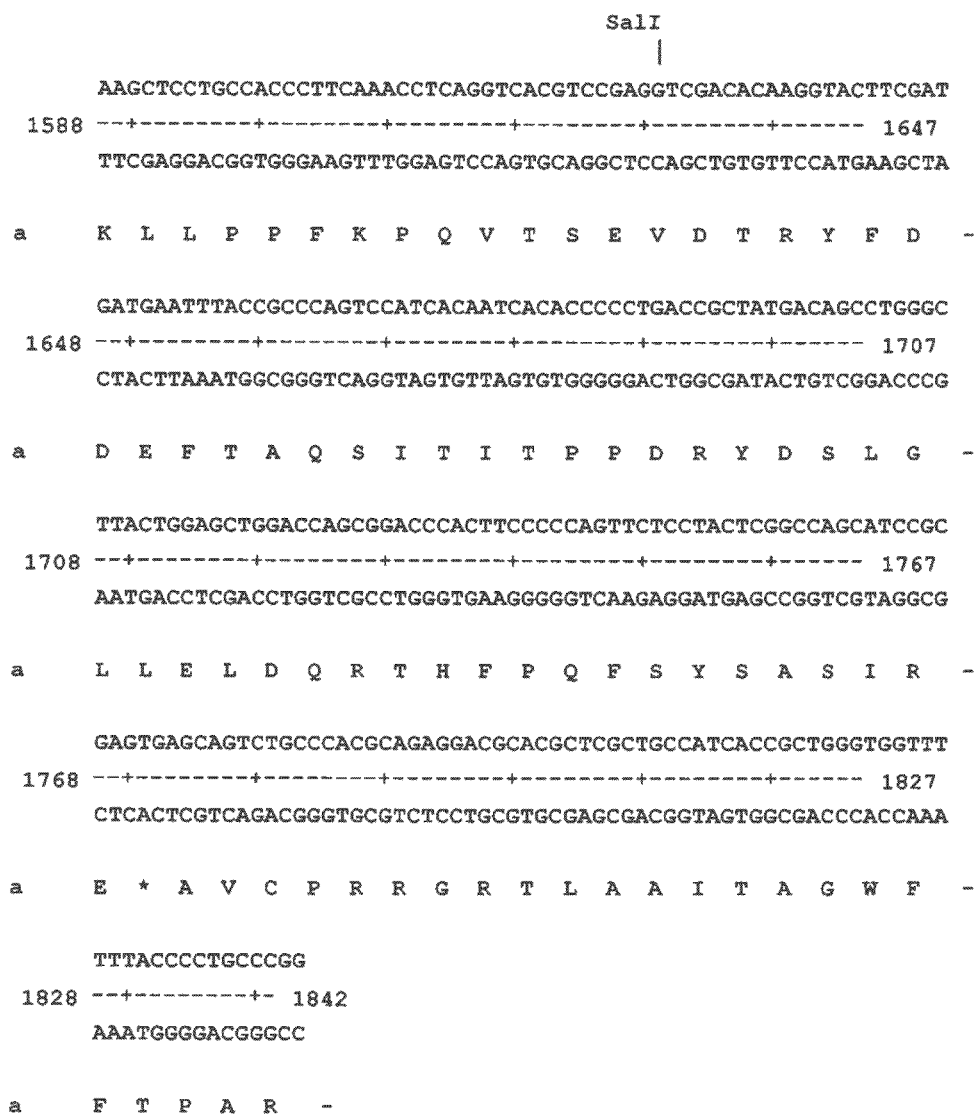 SalI
|
AAGCTCCTGCCACCCTTCAAACCTCAGGTCACGTCCGAGGTCGACACAAGGTACTTCGAT
1588 --+---------+---------+---------+---------+---------+------- 1647
TTCGAGGACGGTGGGAAGTTTGGAGTCCAGTGCAGGCTCCAGCTGTGTTCCATGAAGCTA
a K L L P P F K P Q V T S E V D T R Y F D -
GATGAATTTACCGCCCAGTCCATCACAATCACACCCCCTGACCGCTATGACAGCCTGGGC
1648 --+---------+---------+---------+---------+---------+------- 1707
CTACTTAAATGGCGGGTCAGGTAGTGTTAGTGTGGGGGACTGGCGATACTGTCGGACCCG
a D E F T A Q S I T I T P P D R Y D S L G -
TTACTGGAGCTGGACCAGCGGACCCACTTCCCCCAGTTCTCCTACTCGGCCAGCATCCGC
1708 --+---------+---------+---------+---------+---------+------- 1767
AATGACCTCGACCTGGTCGCCTGGGTGAAGGGGGTCAAGAGGATGAGCCGGTCGTAGGCG
a L L E L D Q R T H F P Q F S Y S A S I R -
GAGTGAGCAGTCTGCCCACGCAGAGGACGCACGCTCGCTGCCATCACCGCTGGGTGGTTT
1768 --+---------+---------+---------+---------+---------+------- 1827
CTCACTCGTCAGACGGGTGCGTCTCCTGCGTGCGAGCGACGGTAGTGGCGACCCACCAAA
a E * A V C P R R G R T L A A I T A G W F -
TTTACCCCTGCCCGG
1828 --+---------+- 1842
AAATGGGGACGGGCC
a F T P A R -